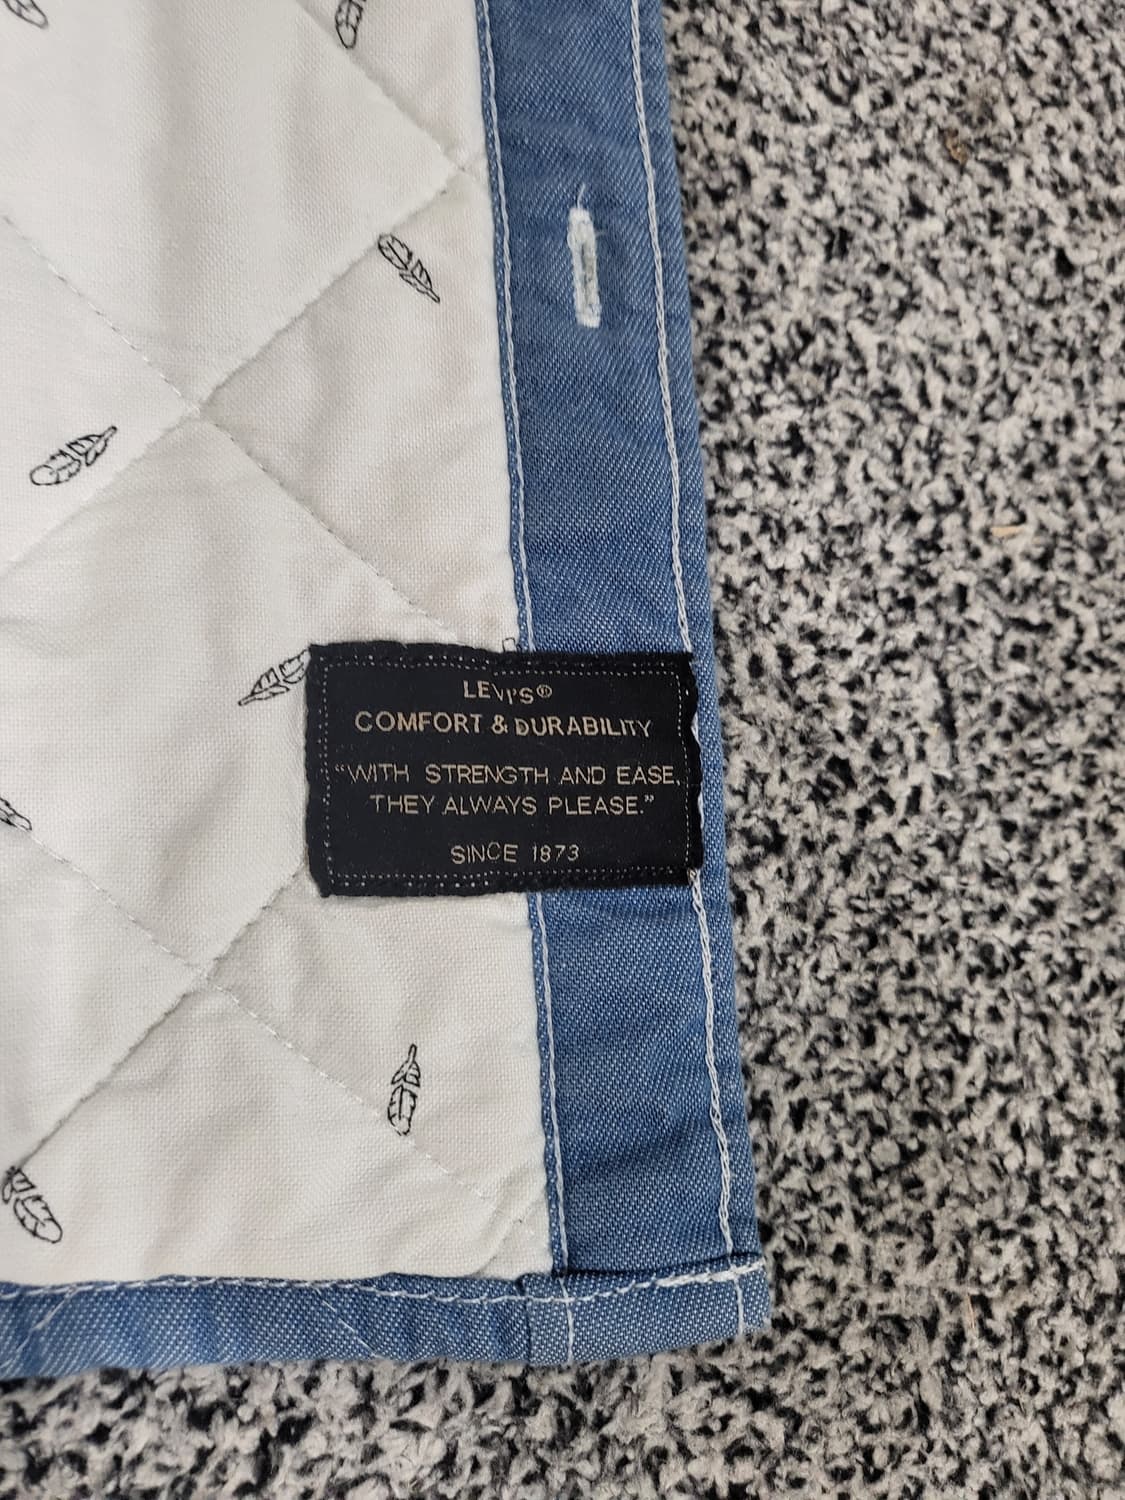 LEVI'S®
COMFORT & DURABILITY
“WITH STRENGTH AND EASE,
THEY ALWAYS PLEASE.”
SINCE 1873